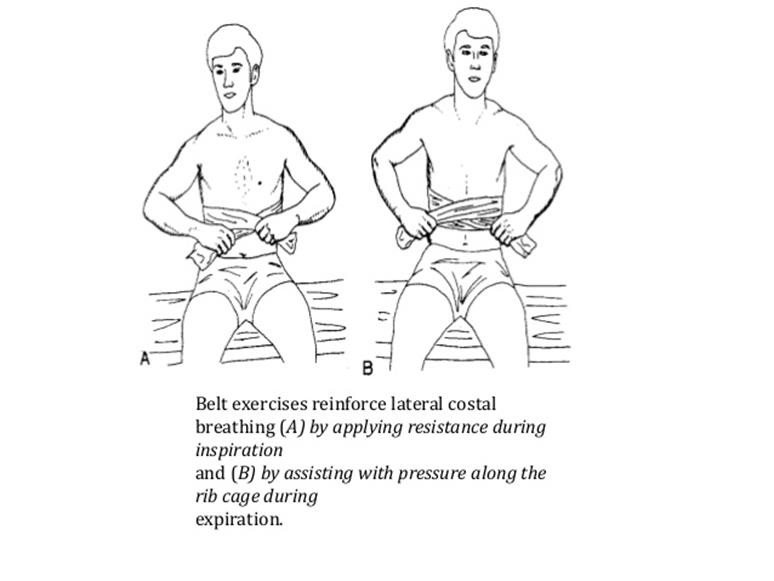 A
B
Belt exercises reinforce lateral costal
breathing (A) by applying resistance during
inspiration
and (B) by assisting with pressure along the
rib cage during
expiration.